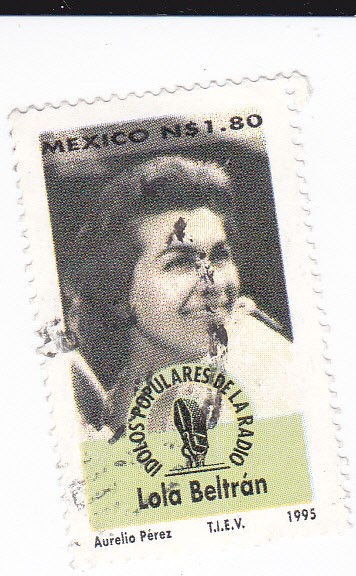 MEXICO N$1.80
IDOLOS POPULARES DE LA RADIO
Lola Beltrán
Aurelio Pérez T.I.E.V. 1995